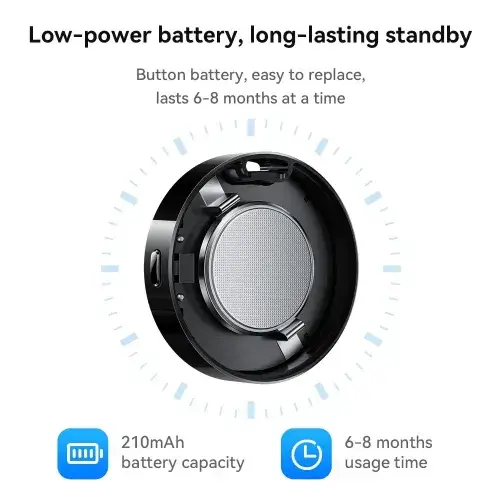 Low-power battery, long-lasting standby
Button battery, easy to replace,
lasts 6-8 months at a time
210mAh
battery capacity
6-8 months
usage time